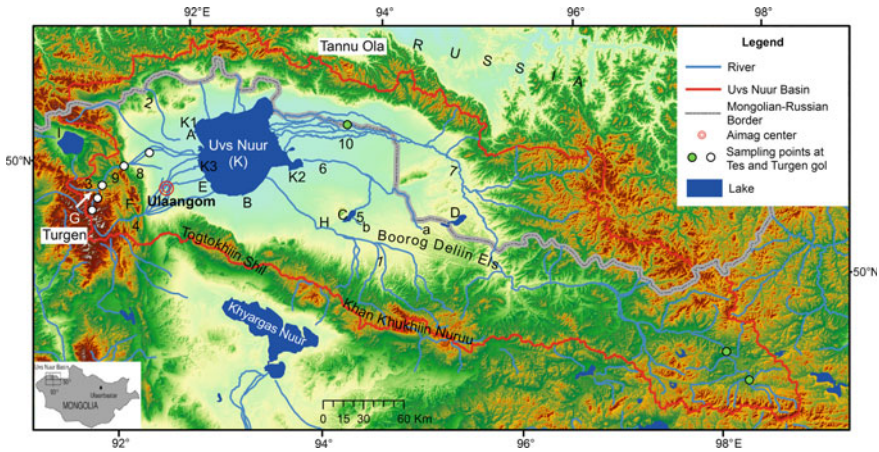 92°E
94
96°
98°
Tannu Ola
R U S S I A
Legend
River
Uvs Nuur Basin
Mongolian-Russian
Border
Aimag center
Sampling points at
Tes and Turgen gol
Lake
2
K1
A
Uvs Nuur
(K)
10
I
50°N
K3
K2
6
7
9
8
3
E
Ulaangom
B
F
G
Turgen
4
H
C
5
b
a
D
Boorog Deliin Els
1
Togtokhiin Shil
Khan Khukhiin Nuruu
50°N
Khyargas Nuur
Uvs Nuur Basin
50°
93°
Ulaanbaatar
MONGOLIA
0 15 30 60 Km
92°
94
96°
98°E